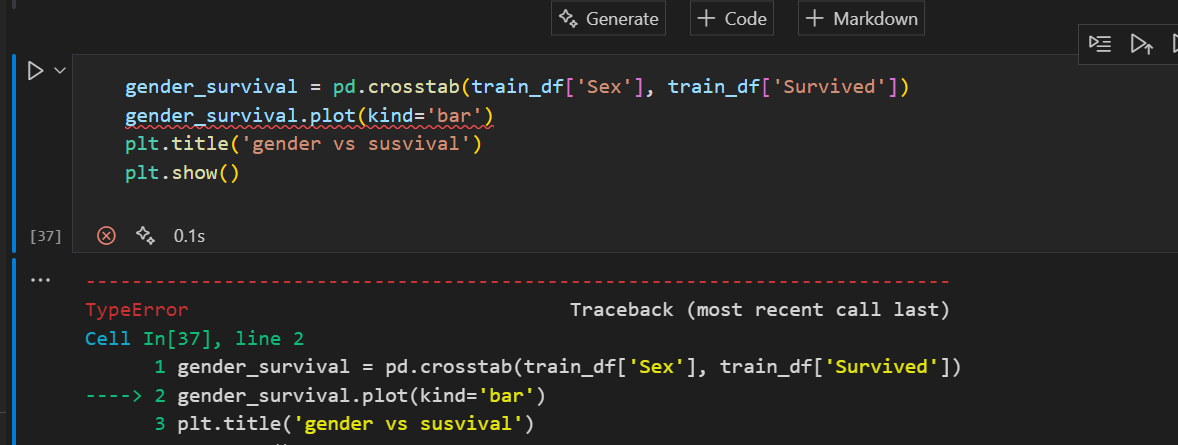 Generate + Code + Markdown
gender_survival = pd.crosstab(train_df['Sex'], train_df['Survived'])
gender_survival.plot(kind='bar')
plt.title('gender vs susvival')
plt.show()
[37] 0.1s
...
---------------------------------------------------------------------------
TypeError Traceback (most recent call last)
Cell In[37], line 2
1 gender_survival = pd.crosstab(train_df['Sex'], train_df['Survived'])
----> 2 gender_survival.plot(kind='bar')
3 plt.title('gender vs susvival')